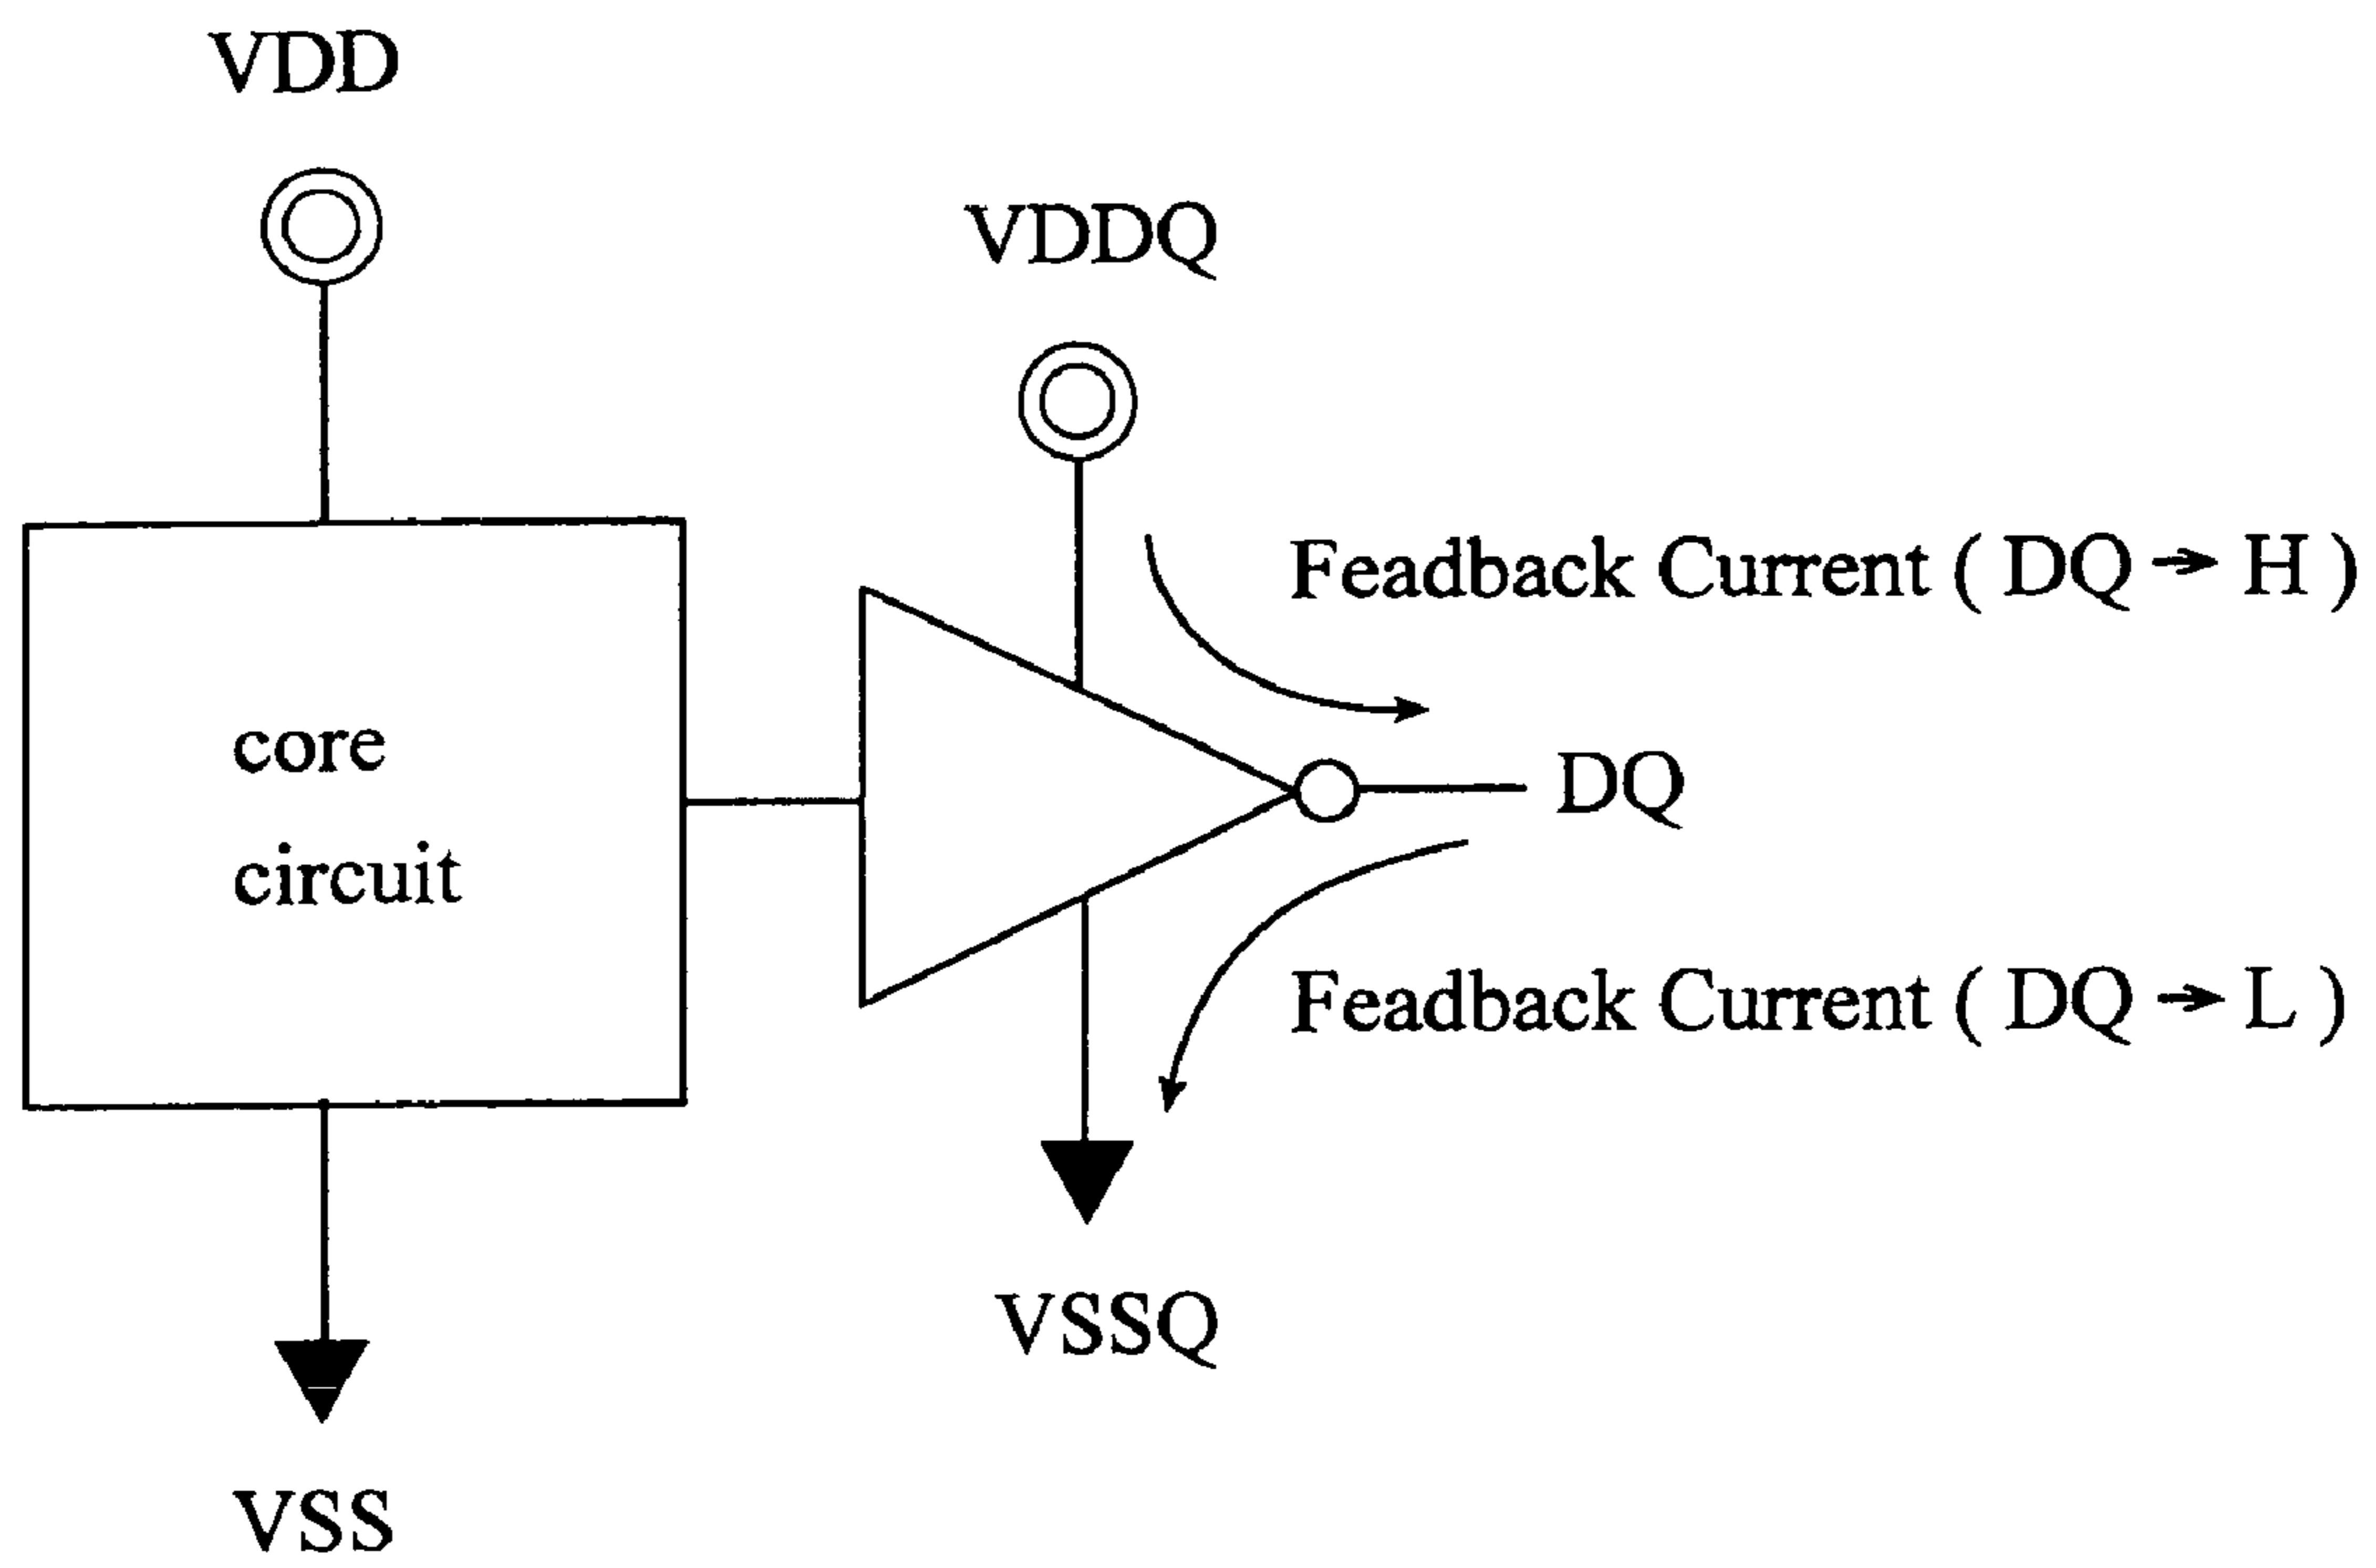 VDD
VDDQ
Feadback Current ( DQ → H )
core
circuit
DQ
Feadback Current ( DQ → L )
VSSQ
VSS